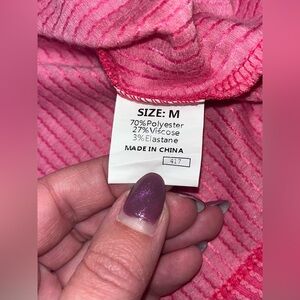 SIZE: M
70%Polyester
27%Viscose
3%Elastane
MADE IN CHINA
417